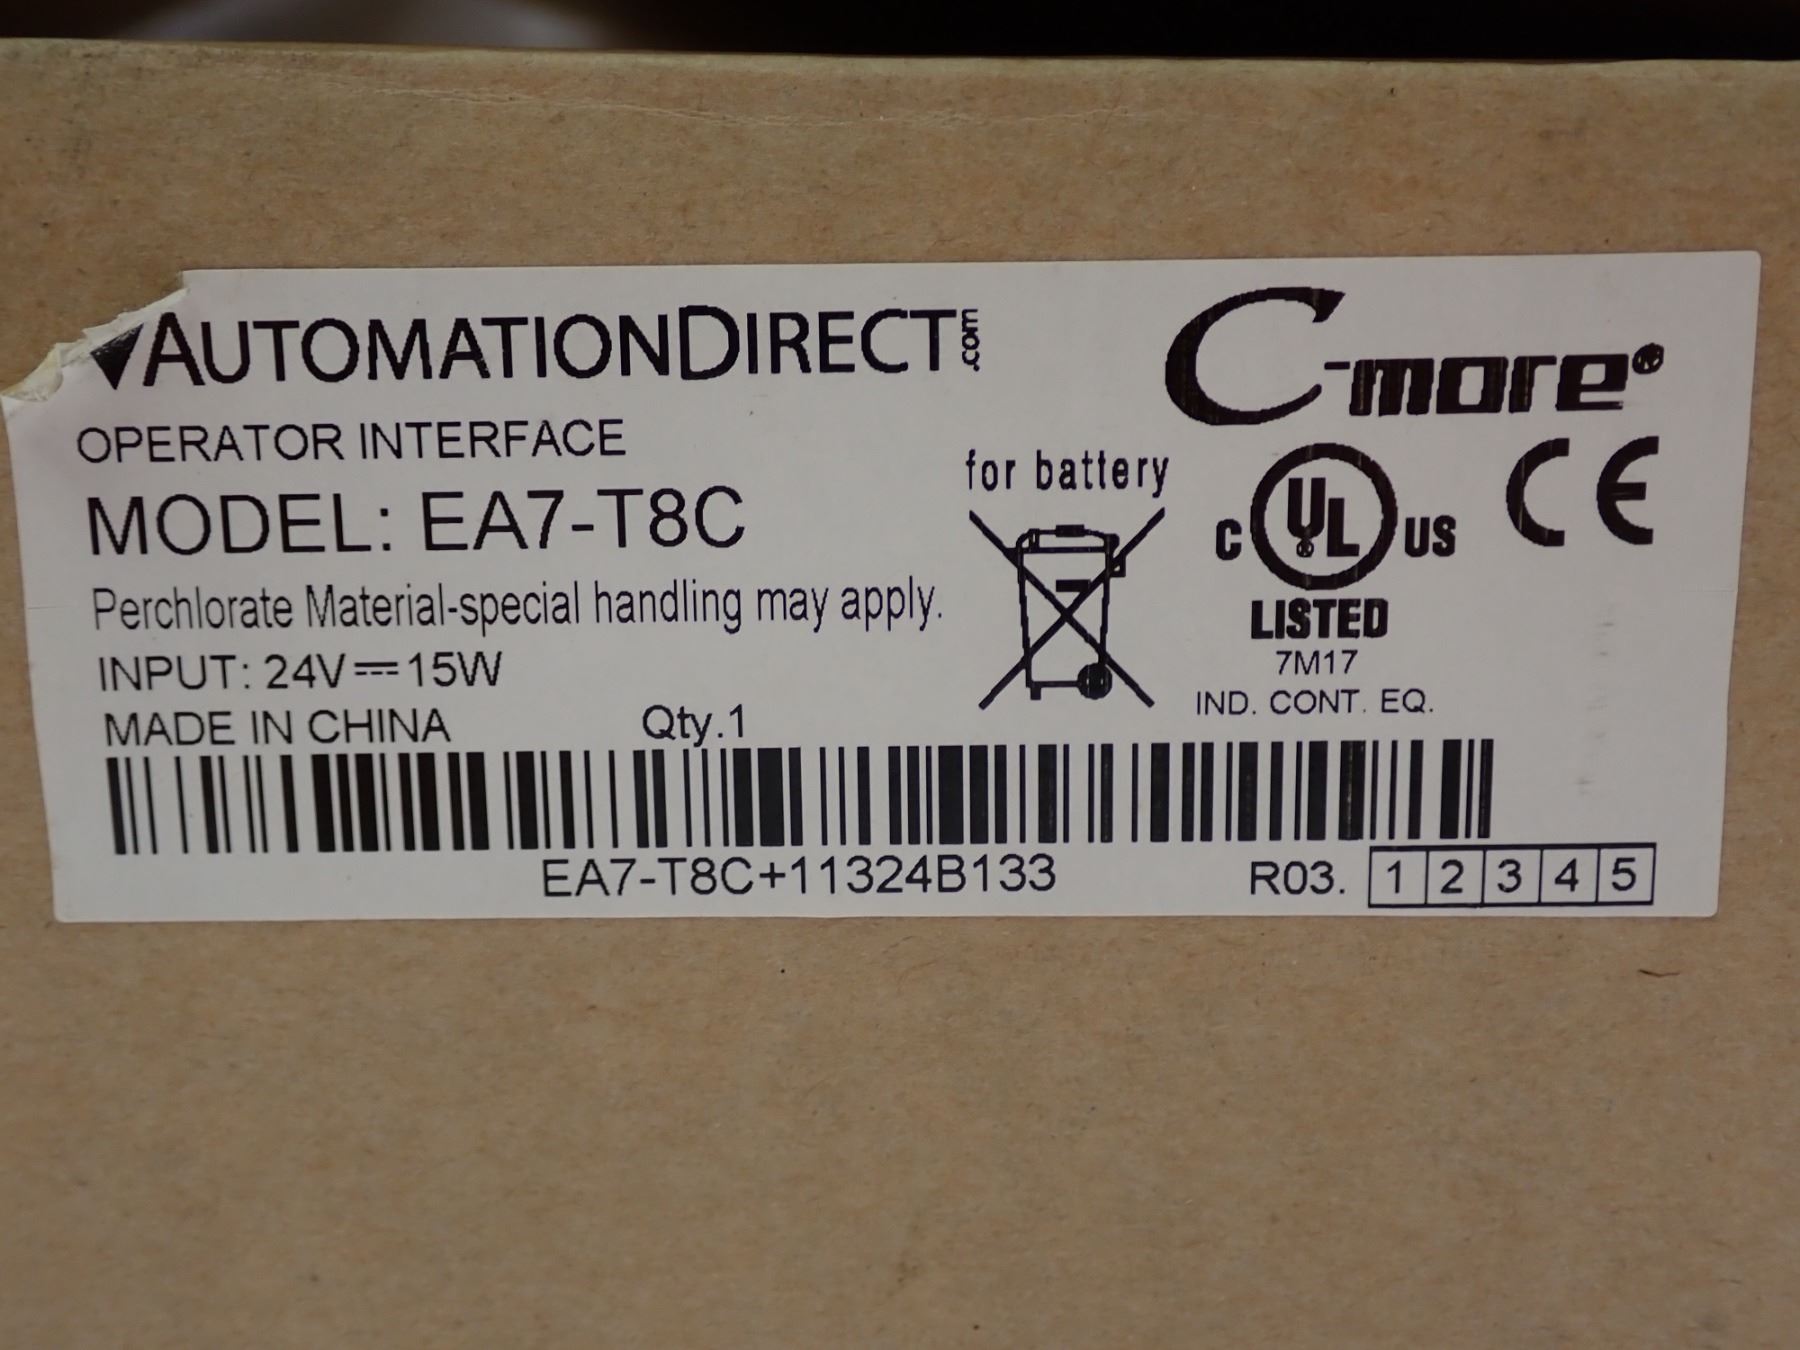 AUTOMATIONDIRECT.com
C-more®
OPERATOR INTERFACE
MODEL: EA7-T8C
for battery
C UL US
LISTED
7M17
IND. CONT. EQ.
CE
Perchlorate Material-special handling may apply.
INPUT: 24V⎓15W
MADE IN CHINA Qty.1
EA7-T8C+11324B133 R03. 1 2 3 4 5